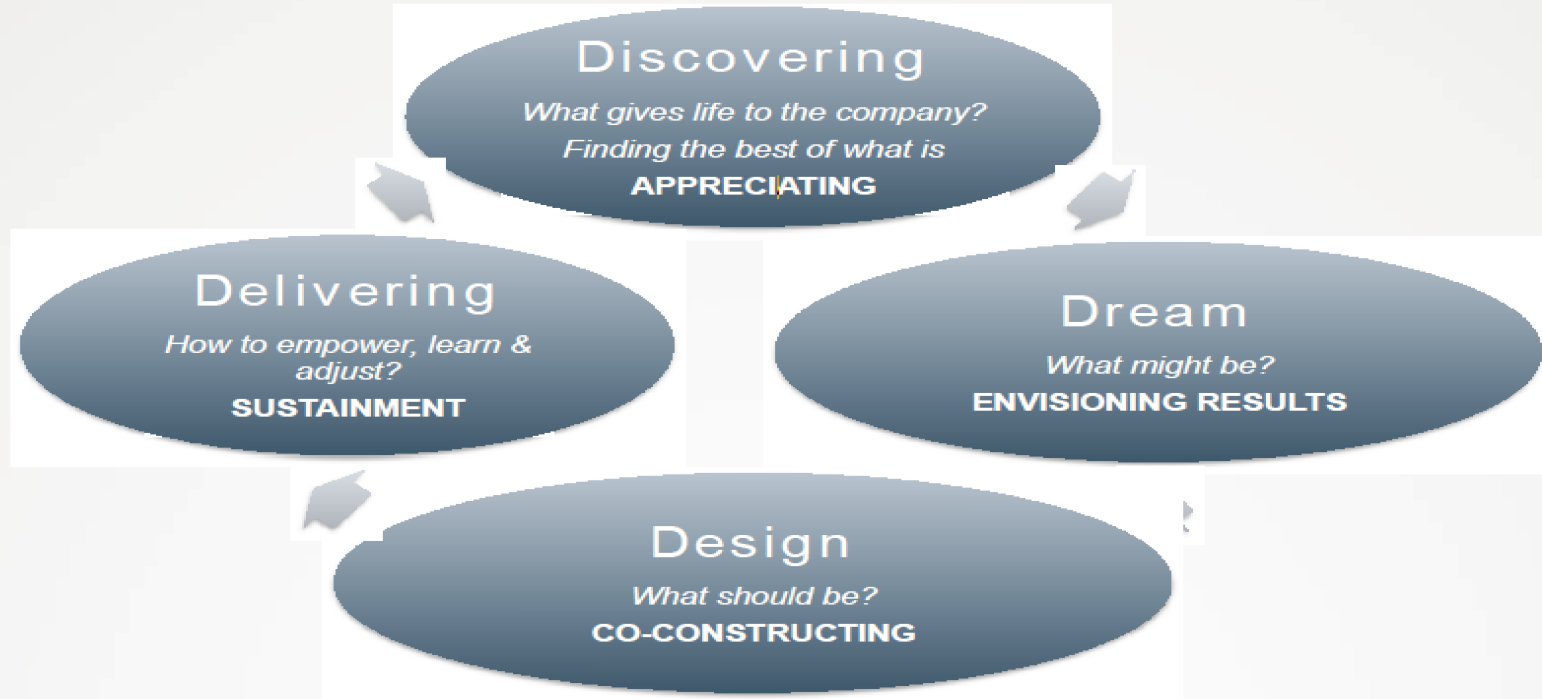 Discovering
What gives life to the company?
Finding the best of what is
APPRECIATING
Delivering
How to empower, learn &
adjust?
SUSTAINMENT
Dream
What might be?
ENVISIONING RESULTS
Design
What should be?
CO-CONSTRUCTING